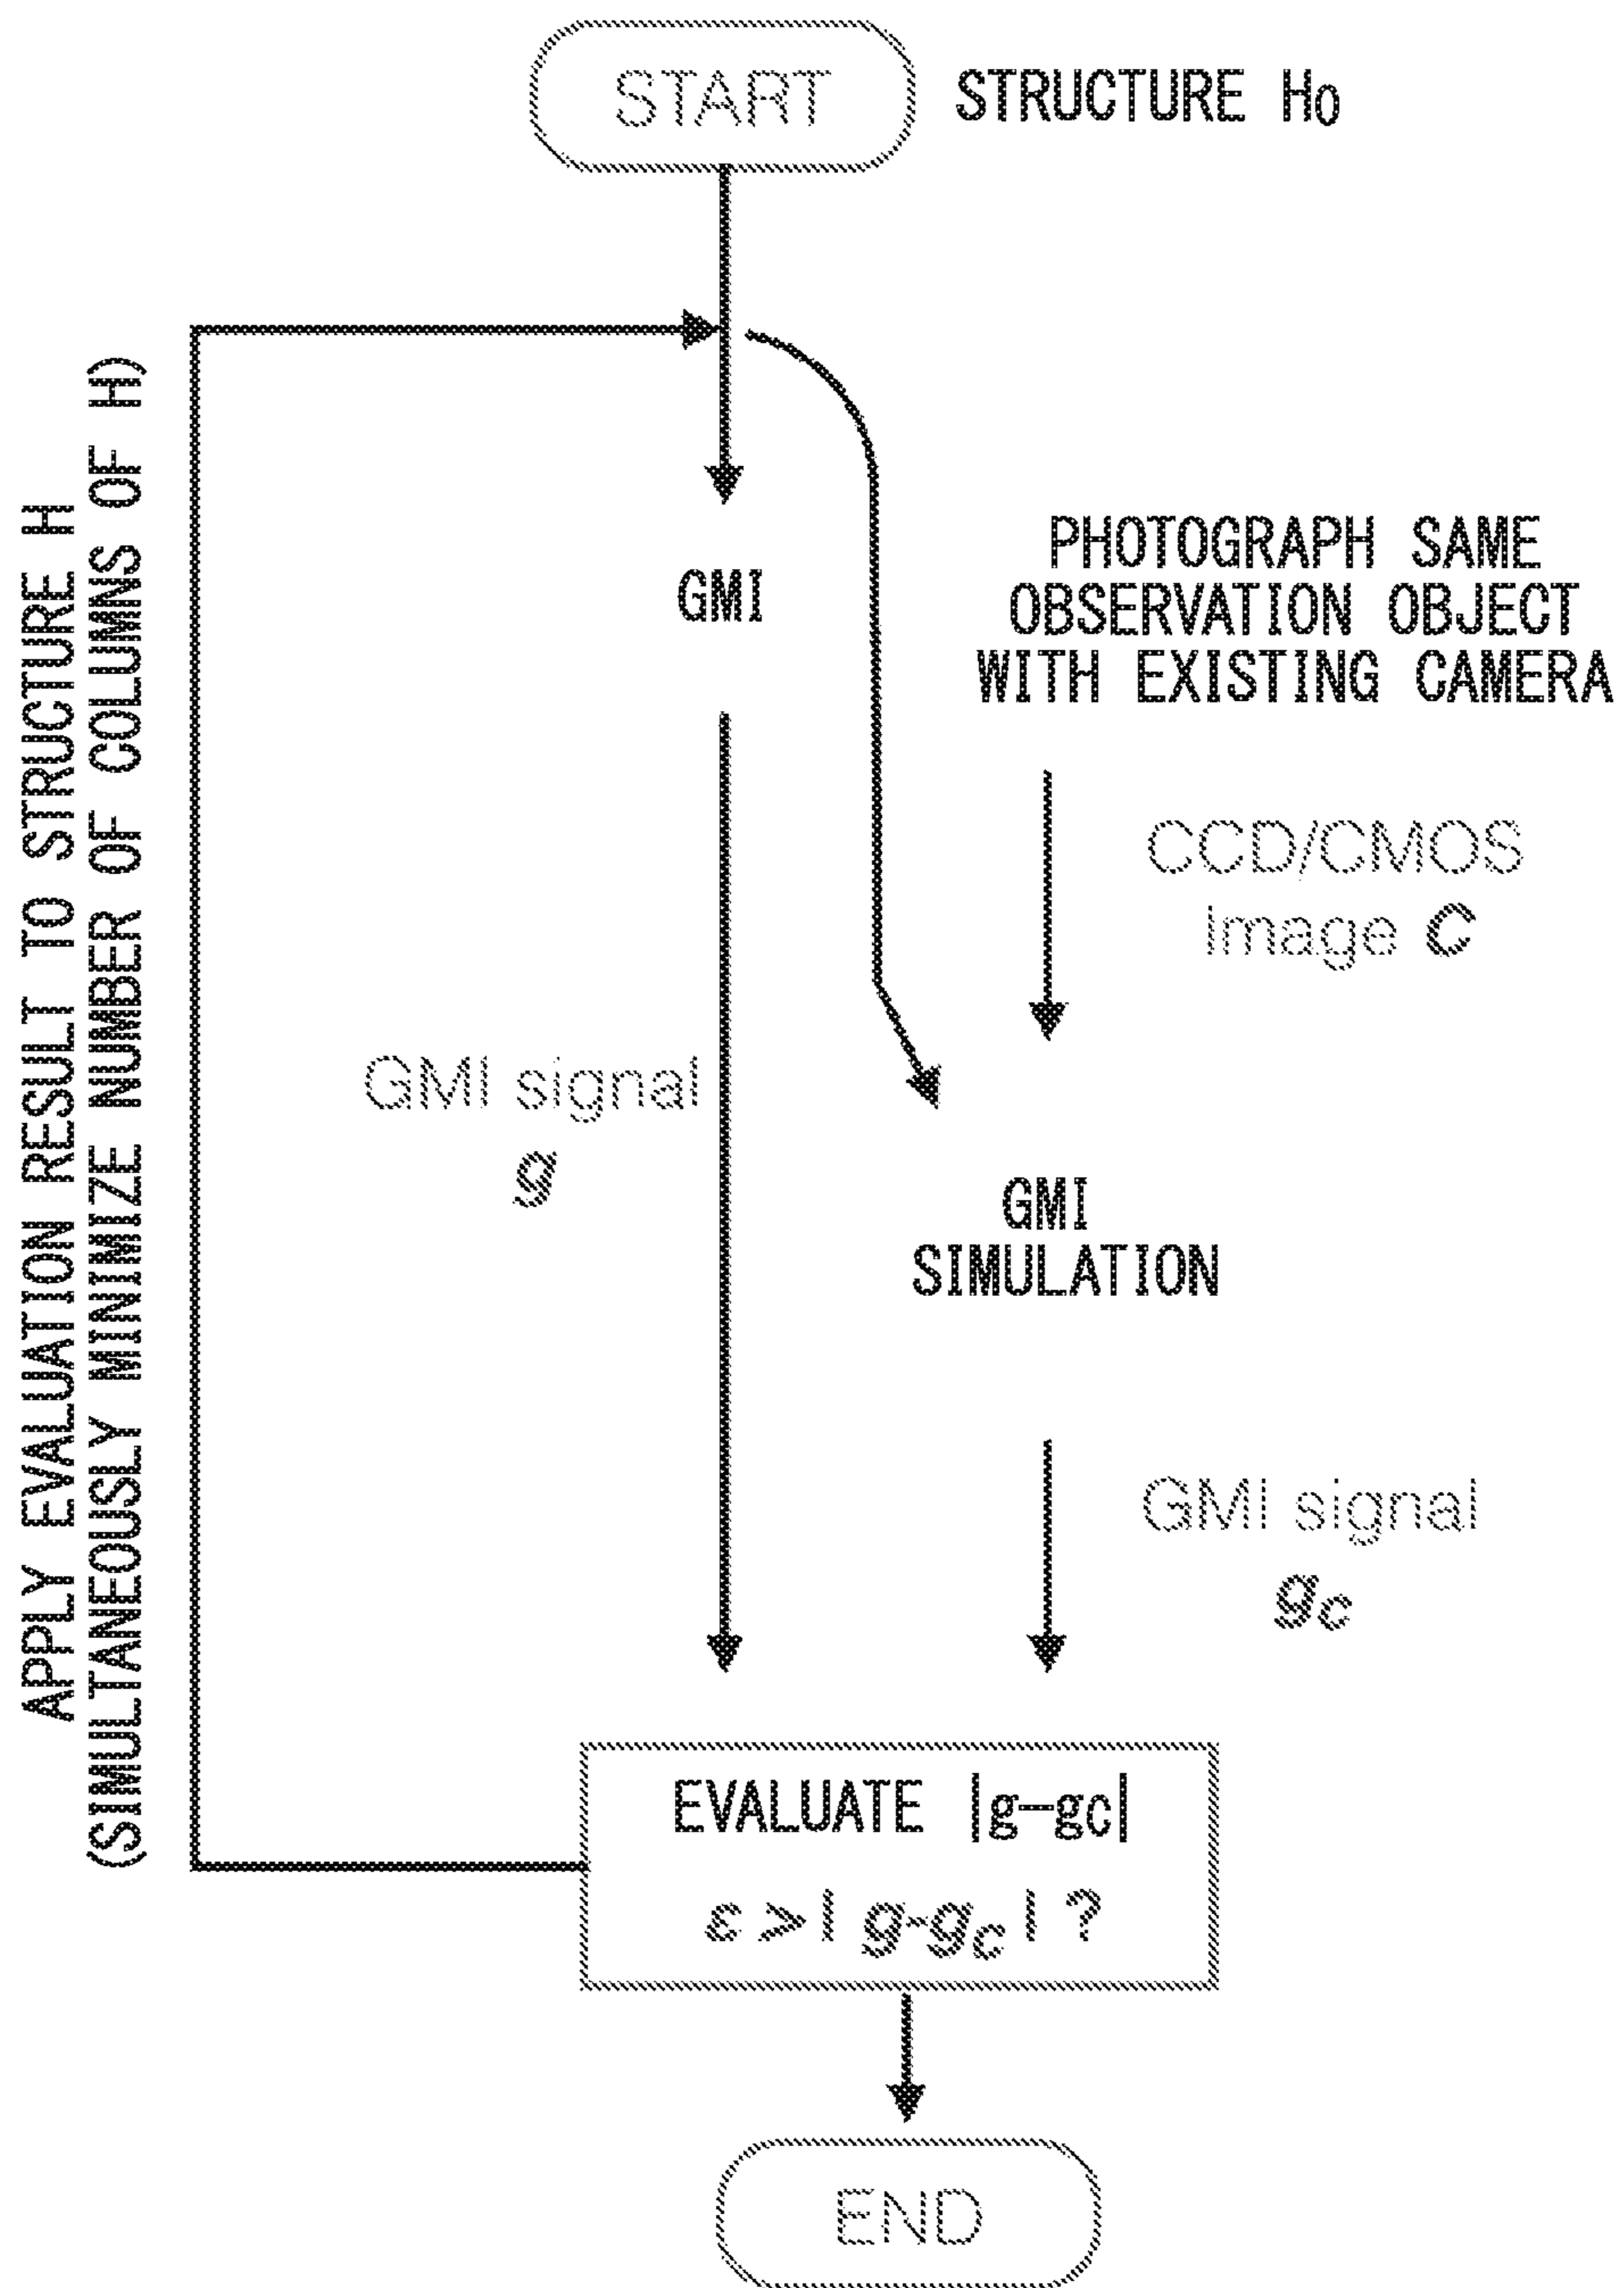 START
STRUCTURE H0
GMI
PHOTOGRAPH SAME
OBSERVATION OBJECT
WITH EXISTING CAMERA
CCD/CMOS
Image C
GMI signal
g
GMI
SIMULATION
GMI signal
gc
EVALUATE |g-gc|
ε > | g-gc | ?
END
APPLY EVALUATION RESULT TO STRUCTURE H
(SIMULTANEOUSLY MINIMIZE NUMBER OF COLUMNS OF H)